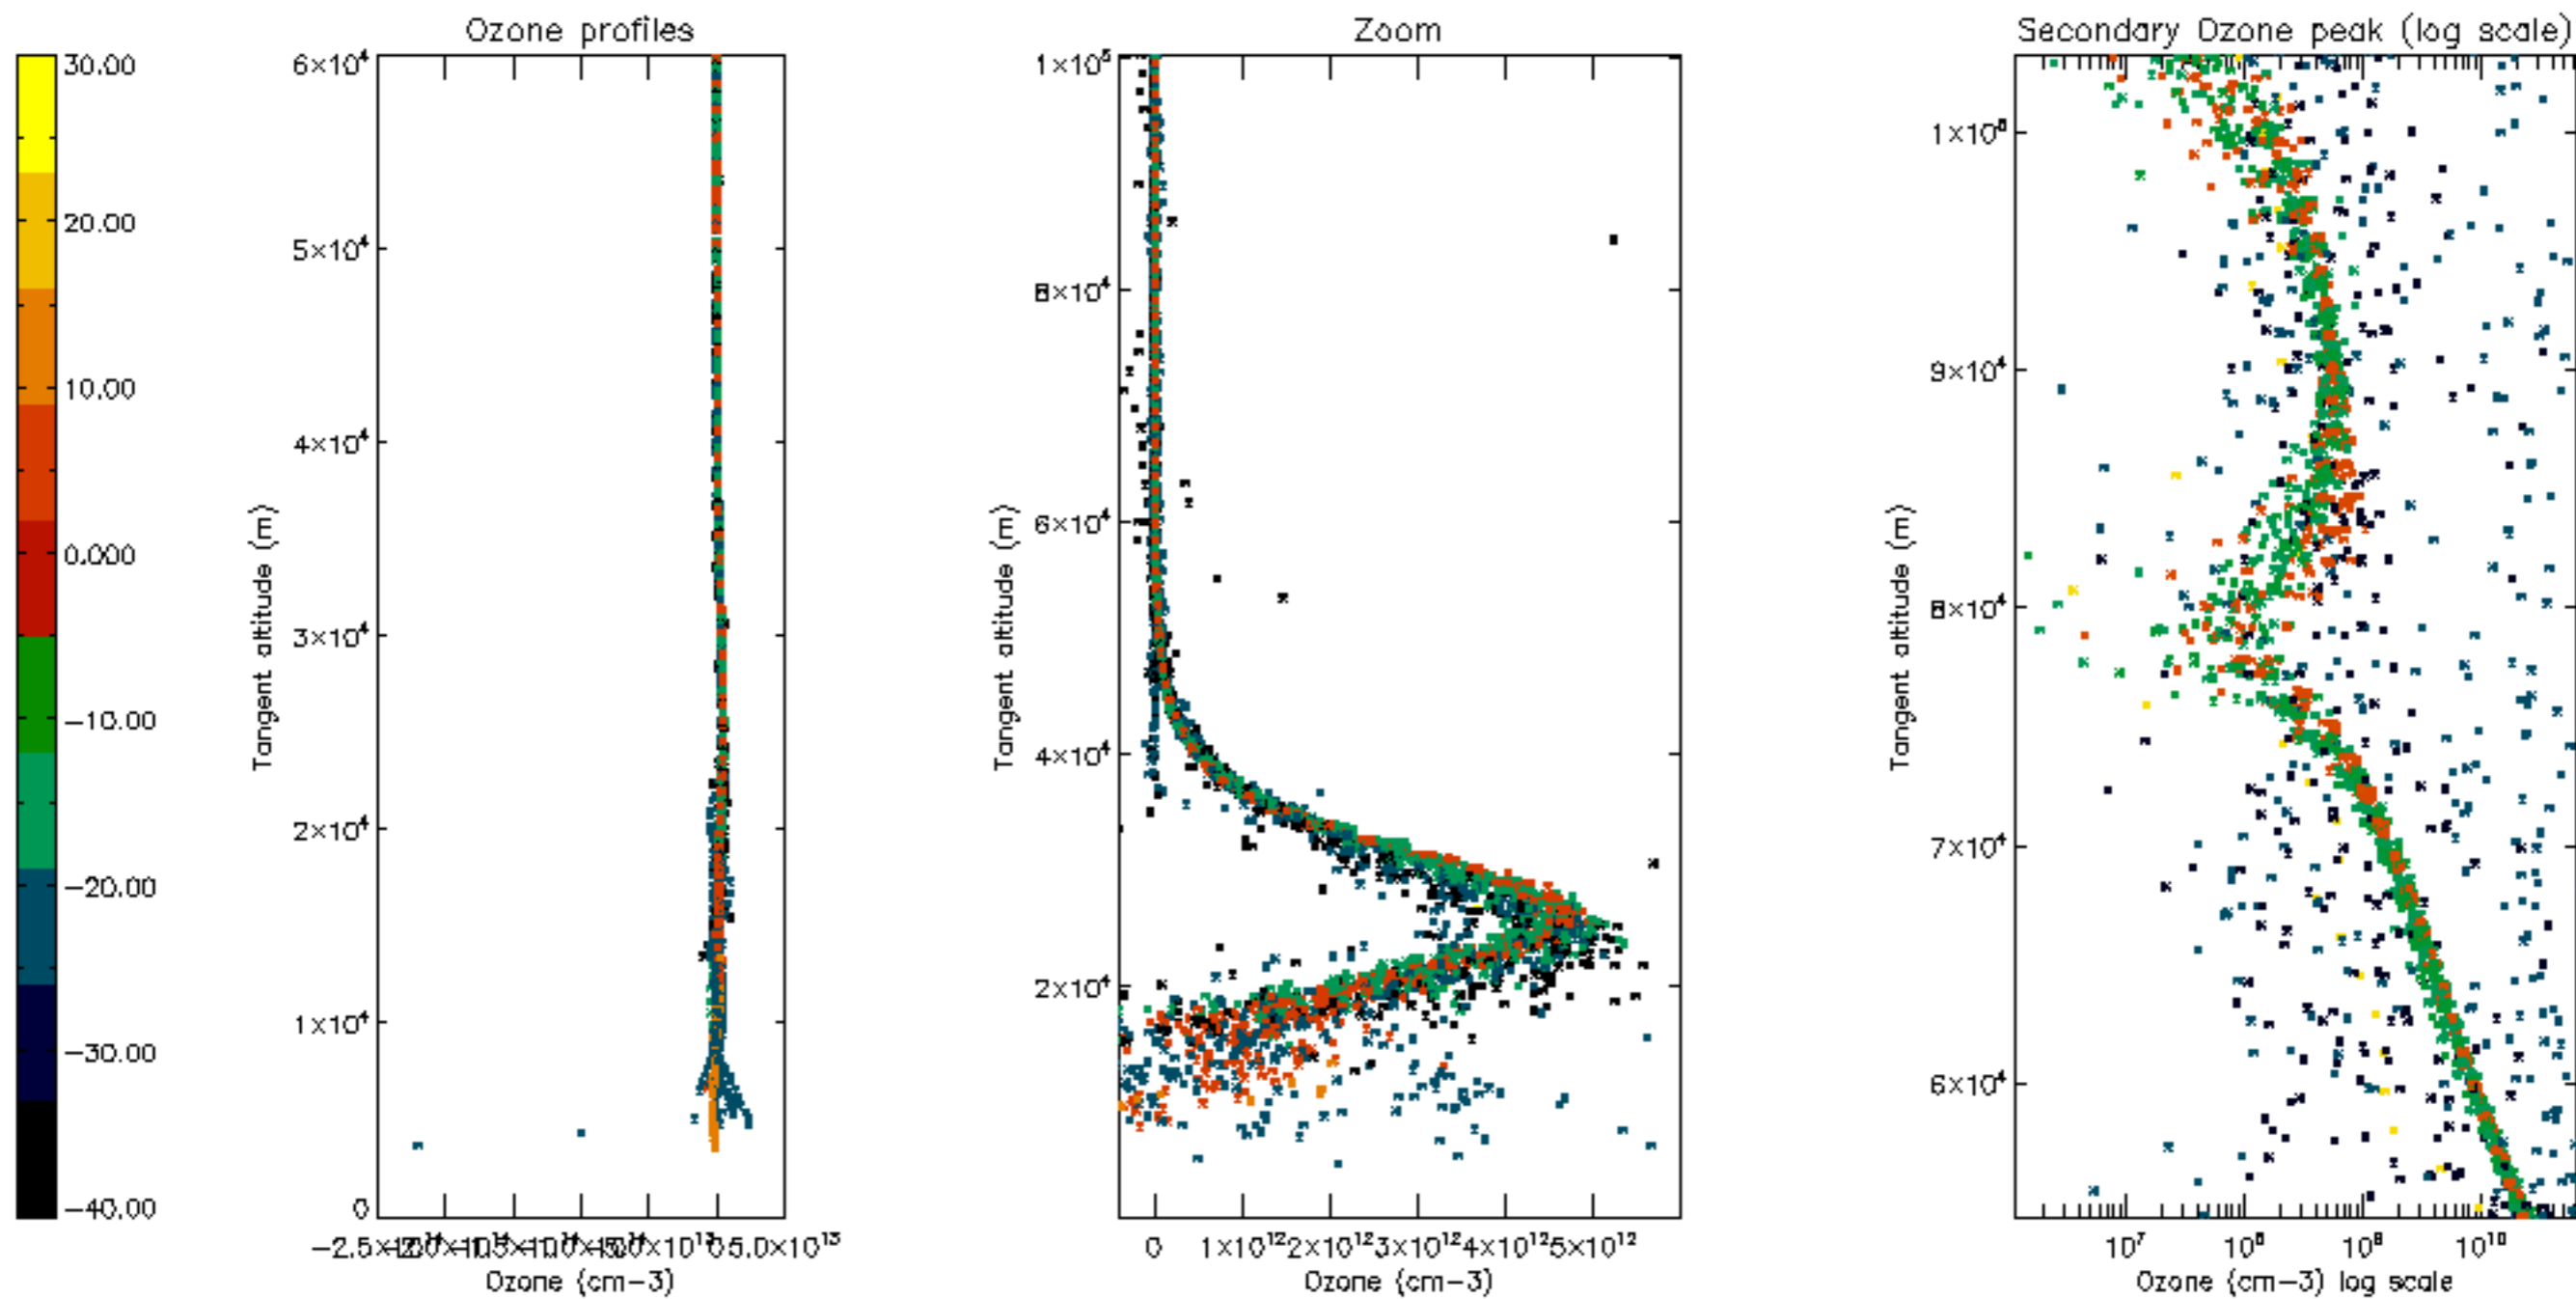 Ozone profiles
Zoom
Secondary Ozone peak (log scale)
30.00
20.00
10.00
0.000
-10.00
-20.00
-30.00
-40.00
Tangent altitude (m)
6×10⁴
5×10⁴
4×10⁴
3×10⁴
2×10⁴
1×10⁴
0
5.0×10¹³
Ozone (cm-3)
Tangent altitude (m)
1×10⁵
8×10⁴
6×10⁴
4×10⁴
2×10⁴
0 1×10¹² 2×10¹² 3×10¹² 4×10¹² 5×10¹²
Ozone (cm-3)
Tangent altitude (m)
9×10⁴
8×10⁴
7×10⁴
6×10⁴
10⁷ 10⁸ 10⁹ 10¹⁰
Ozone (cm-3) log scale